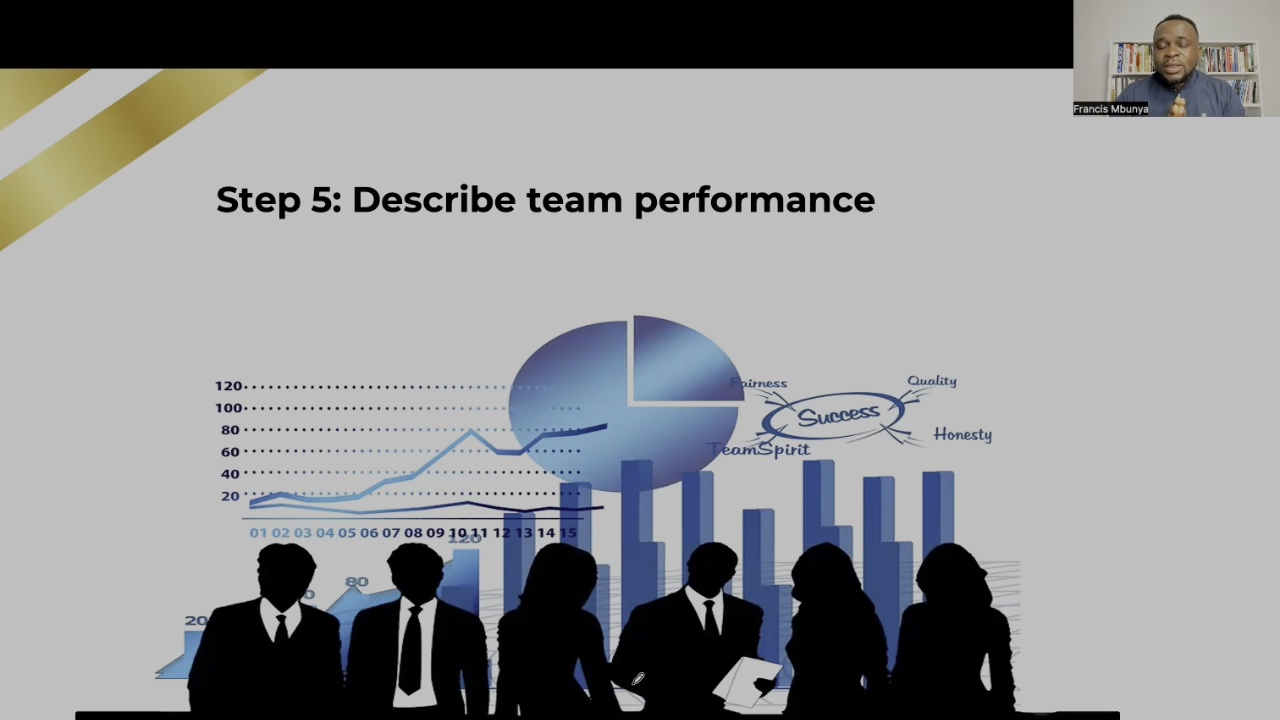 Francis Mbunya
Step 5: Describe team performance
120
100
80
60
40
20
01 02 03 04 05 06 07 08 09 10 11 12 13 14 15
Fairness
Quality
Success
Honesty
TeamSpirit
120
80
20